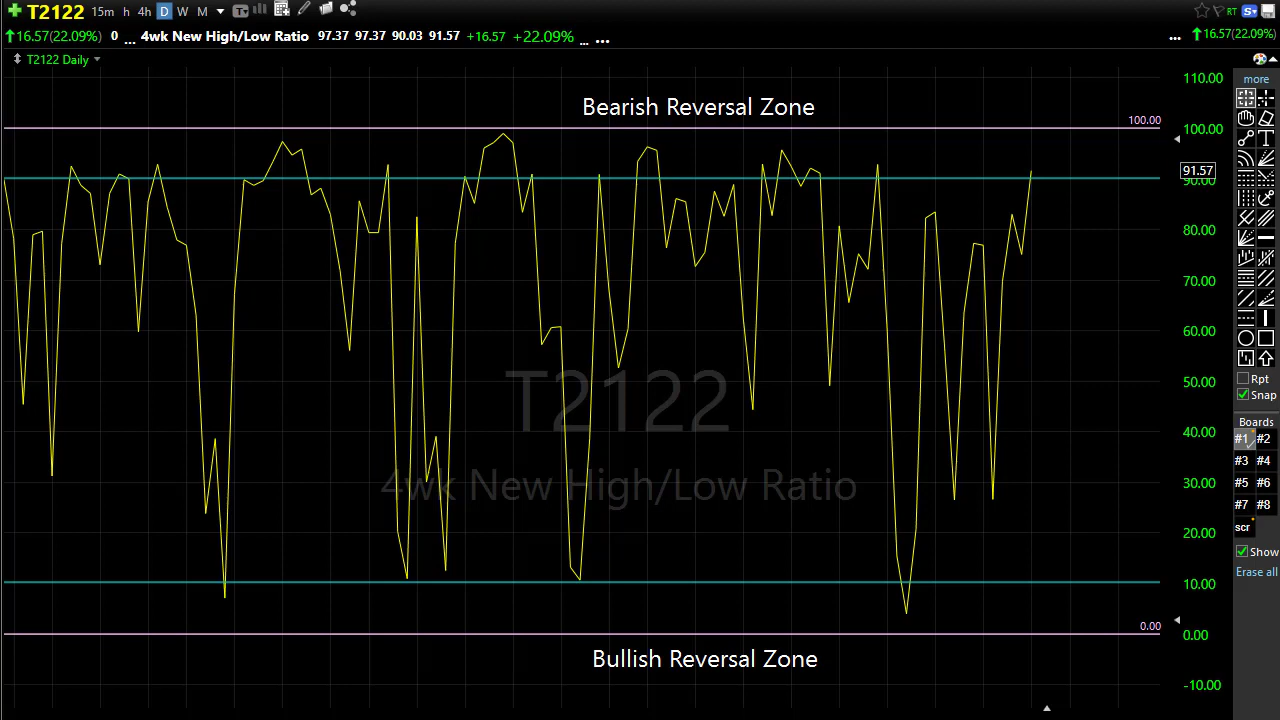 T2122 15m h 4h D W M T RT S
16.57(22.09%) 0 ... 4wk New High/Low Ratio 97.37 97.37 90.03 91.57 +16.57 +22.09% ... ... ... 16.57(22.09%)
T2122 Daily
more
110.00
Bearish Reversal Zone
100.00
100.00
91.57
90.00
80.00
70.00
60.00
50.00
Rpt
Snap
T2122
40.00
Boards
#1 #2
#3 #4
4wk New High/Low Ratio
30.00
#5 #6
#7 #8
scr
20.00
Show
Erase all
10.00
0.00
0.00
Bullish Reversal Zone
-10.00